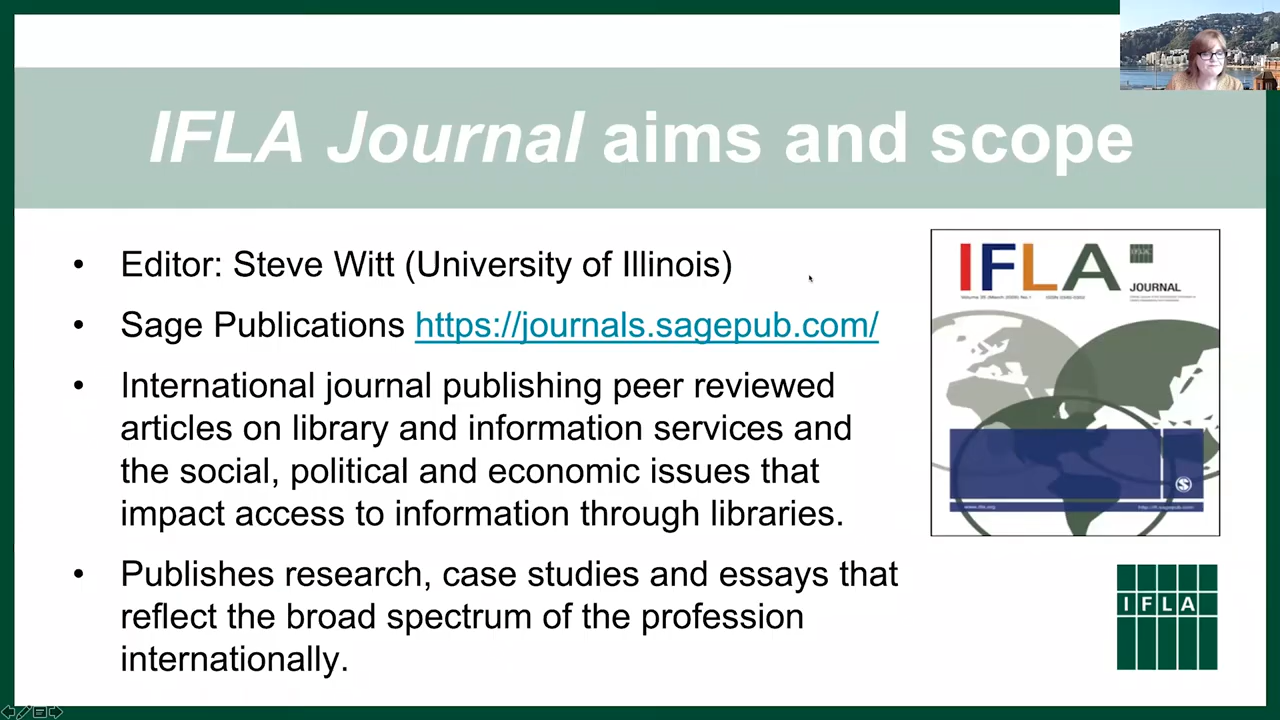 IFLA Journal aims and scope
• Editor: Steve Witt (University of Illinois)
• Sage Publications https://journals.sagepub.com/
• International journal publishing peer reviewed
articles on library and information services and
the social, political and economic issues that
impact access to information through libraries.
• Publishes research, case studies and essays that
reflect the broad spectrum of the profession
internationally.
IFLA
JOURNAL
www.ifla.org
IFLA